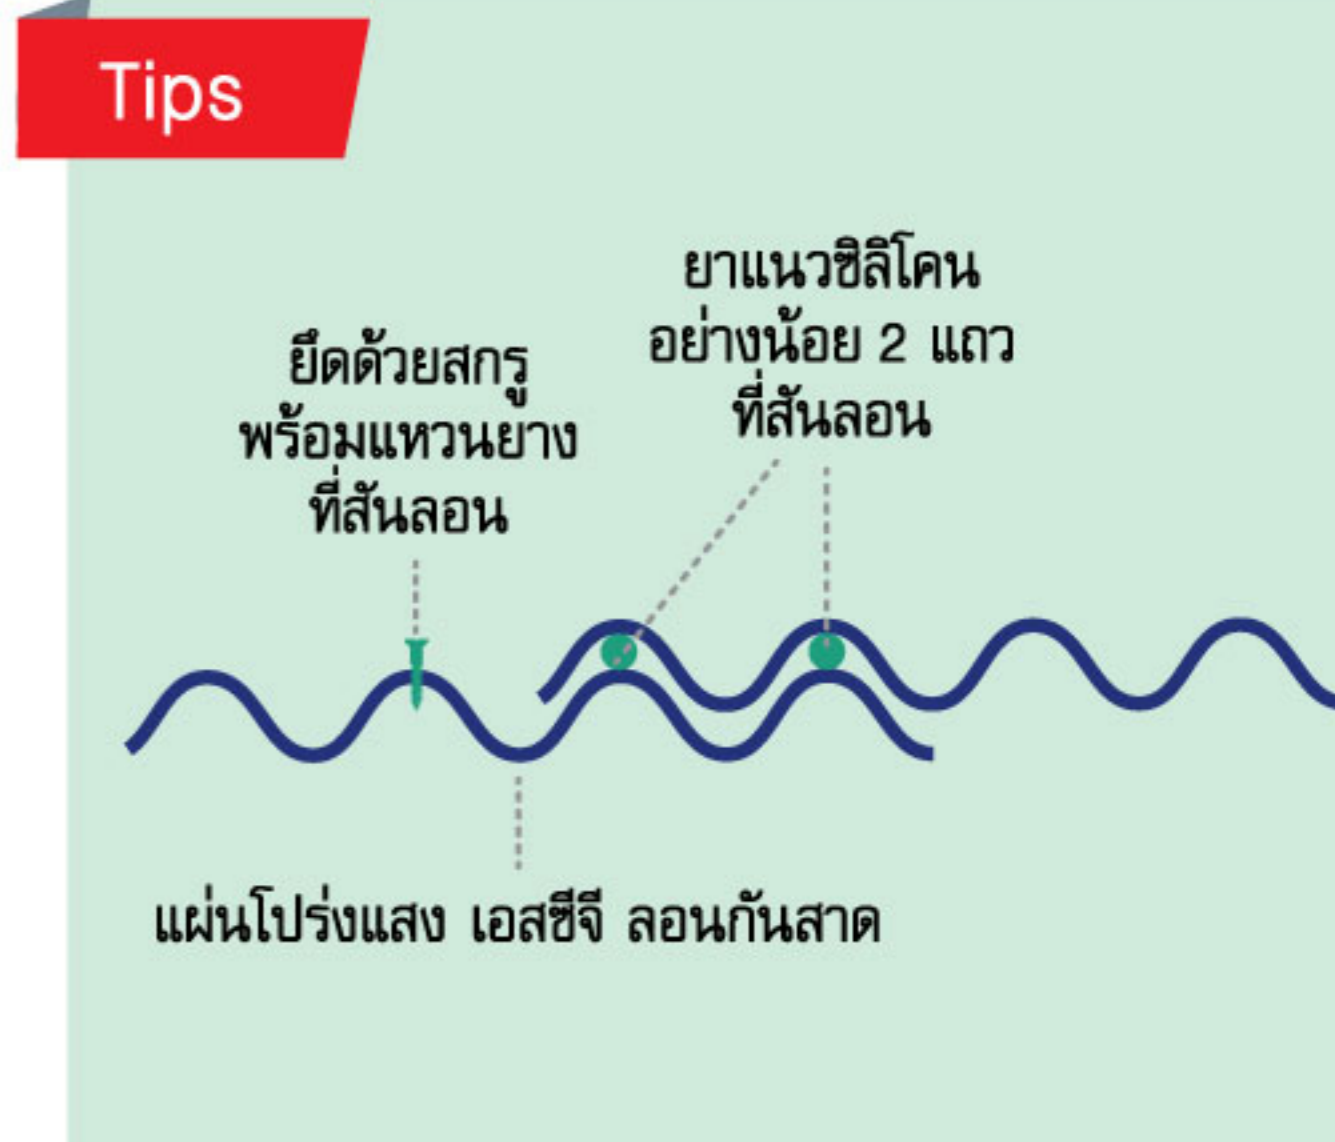 Tips
ยาแนวซิลิโคน
อย่างน้อย 2 แถว
ที่สันลอน
ยึดด้วยสกรู
พร้อมแหวนยาง
ที่สันลอน
แผ่นโปร่งแสง เอสซีจี ลอนกันสาด